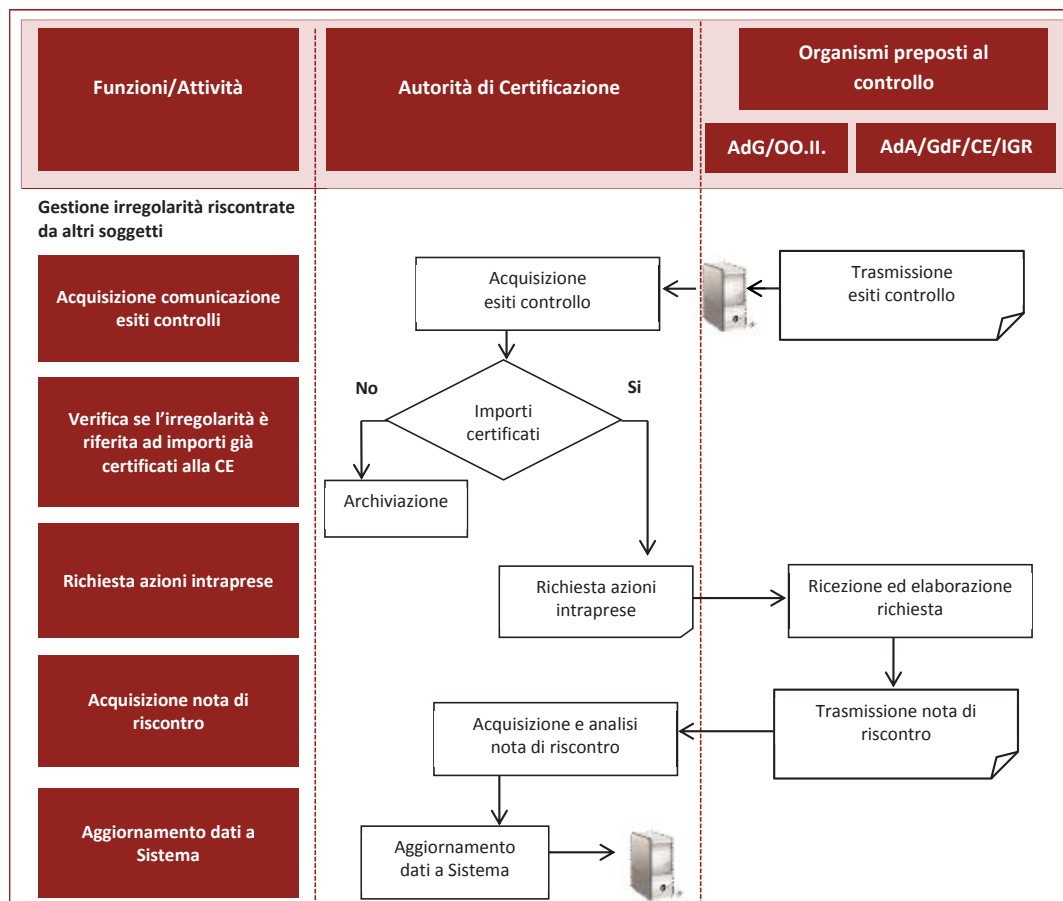 Funzioni/Attività
Autorità di Certificazione
Organismi preposti al
controllo
AdG/OO.II.
AdA/GdF/CE/IGR
Gestione irregolarità riscontrate
da altri soggetti
Acquisizione comunicazione
esiti controlli
Acquisizione
esiti controllo
Trasmissione
esiti controllo
Verifica se l’irregolarità è
riferita ad importi già
certificati alla CE
No
Si
Importi
certificati
Archiviazione
Richiesta azioni intraprese
Richiesta azioni
intraprese
Ricezione ed elaborazione
richiesta
Acquisizione nota di
riscontro
Acquisizione e analisi
nota di riscontro
Trasmissione nota di
riscontro
Aggiornamento dati a
Sistema
Aggiornamento
dati a Sistema